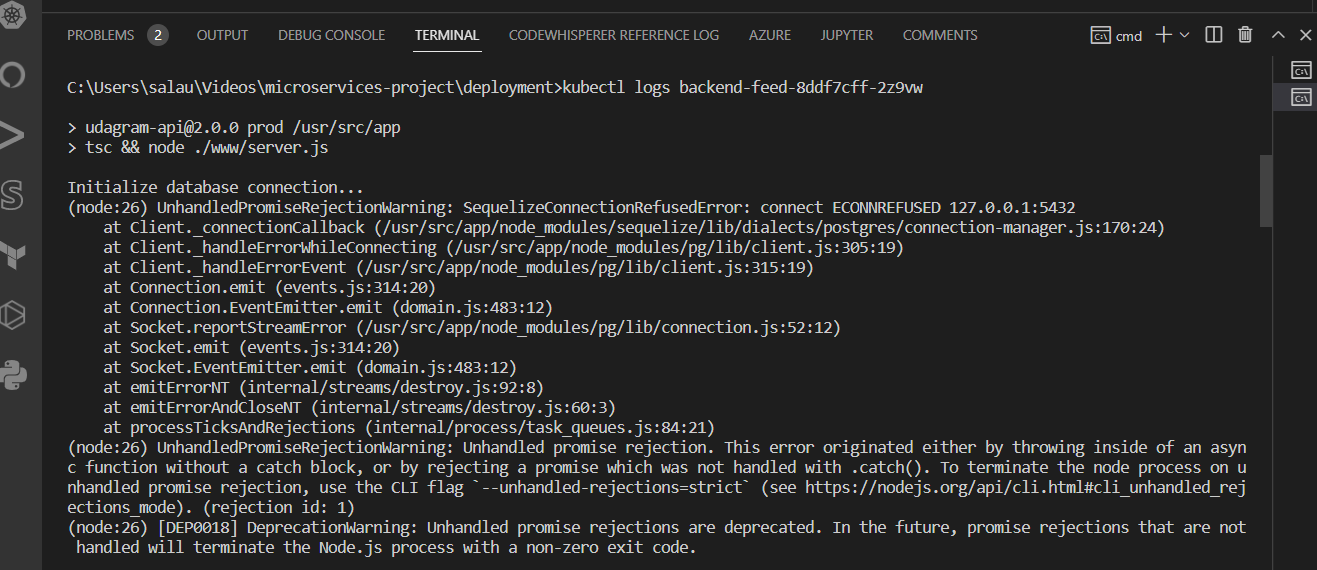 PROBLEMS 2 OUTPUT DEBUG CONSOLE TERMINAL CODEWHISPERER REFERENCE LOG AZURE JUPYTER COMMENTS cmd
C:\Users\salau\Videos\microservices-project\deployment>kubectl logs backend-feed-8ddf7cff-2z9vw
> udagram-api@2.0.0 prod /usr/src/app
> tsc && node ./www/server.js
Initialize database connection...
(node:26) UnhandledPromiseRejectionWarning: SequelizeConnectionRefusedError: connect ECONNREFUSED 127.0.0.1:5432
    at Client._connectionCallback (/usr/src/app/node_modules/sequelize/lib/dialects/postgres/connection-manager.js:170:24)
    at Client._handleErrorWhileConnecting (/usr/src/app/node_modules/pg/lib/client.js:305:19)
    at Client._handleErrorEvent (/usr/src/app/node_modules/pg/lib/client.js:315:19)
    at Connection.emit (events.js:314:20)
    at Connection.EventEmitter.emit (domain.js:483:12)
    at Socket.reportStreamError (/usr/src/app/node_modules/pg/lib/connection.js:52:12)
    at Socket.emit (events.js:314:20)
    at Socket.EventEmitter.emit (domain.js:483:12)
    at emitErrorNT (internal/streams/destroy.js:92:8)
    at emitErrorAndCloseNT (internal/streams/destroy.js:60:3)
    at processTicksAndRejections (internal/process/task_queues.js:84:21)
(node:26) UnhandledPromiseRejectionWarning: Unhandled promise rejection. This error originated either by throwing inside of an asyn
c function without a catch block, or by rejecting a promise which was not handled with .catch(). To terminate the node process on u
nhandled promise rejection, use the CLI flag `--unhandled-rejections=strict` (see https://nodejs.org/api/cli.html#cli_unhandled_rej
ections_mode). (rejection id: 1)
(node:26) [DEP0018] DeprecationWarning: Unhandled promise rejections are deprecated. In the future, promise rejections that are not
 handled will terminate the Node.js process with a non-zero exit code.